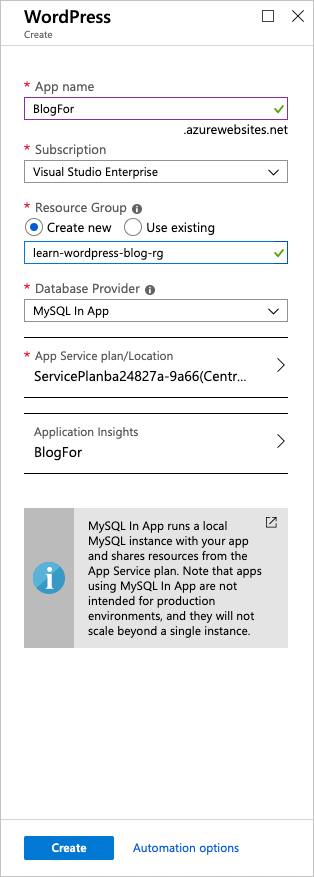 WordPress
Create
* App name
BlogFor
.azurewebsites.net
* Subscription
Visual Studio Enterprise
* Resource Group
Create new Use existing
learn-wordpress-blog-rg
* Database Provider
MySQL In App
* App Service plan/Location
ServicePlanba24827a-9a66(Centr...
Application Insights
BlogFor
MySQL In App runs a local
MySQL instance with your app
and shares resources from the
App Service plan. Note that apps
using MySQL In App are not
intended for production
environments, and they will not
scale beyond a single instance.
Create Automation options